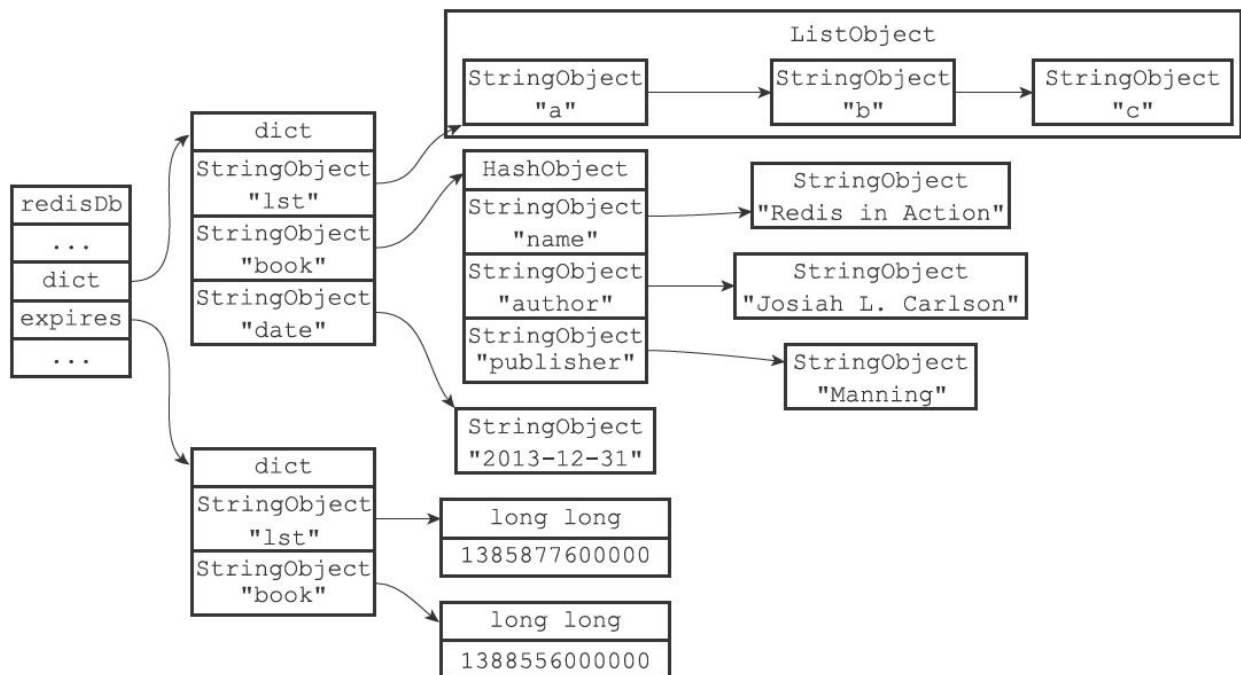 redisDb
...
dict
expires
...
dict
StringObject
"lst"
StringObject
"book"
StringObject
"date"
ListObject
StringObject
"a"
StringObject
"b"
StringObject
"c"
HashObject
StringObject
"name"
StringObject
"author"
StringObject
"publisher"
StringObject
"Redis in Action"
StringObject
"Josiah L. Carlson"
StringObject
"Manning"
StringObject
"2013-12-31"
dict
StringObject
"lst"
StringObject
"book"
long long
1385877600000
long long
1388556000000